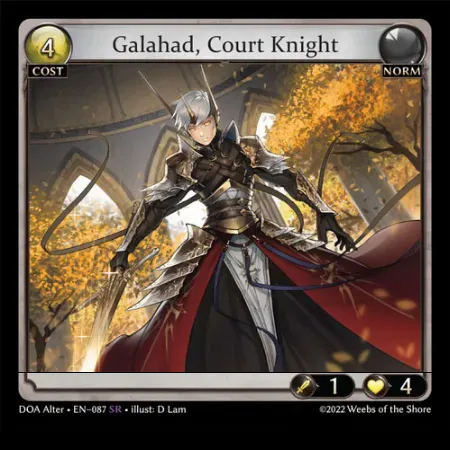 4 Galahad, Court Knight
COST NORM
1 4
DOA Alter • EN-087 SR • illust: D Lam ©2022 Weebs of the Shore